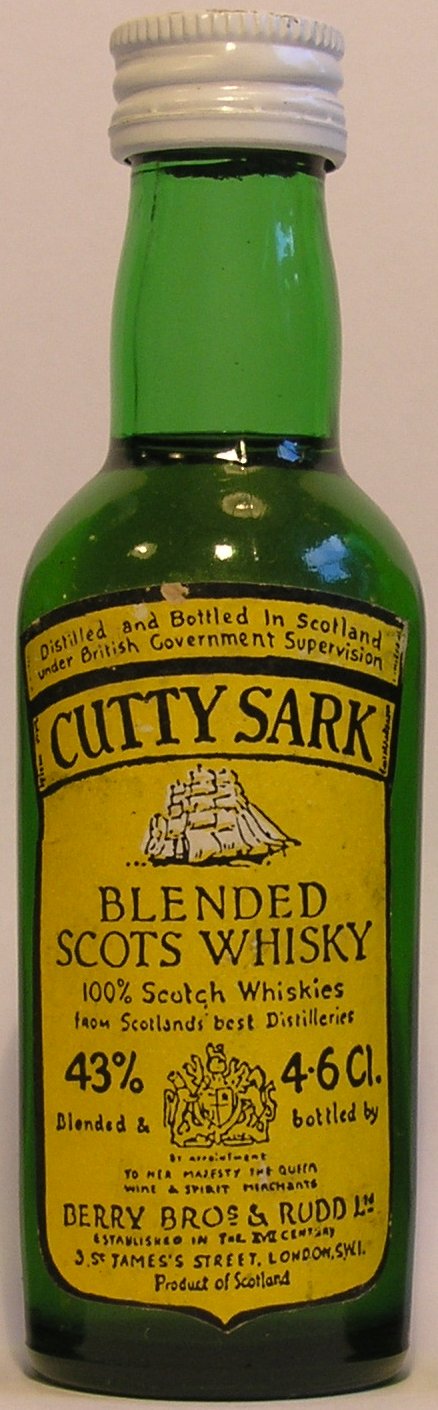 Distilled and Bottled In Scotland
under British Government Supervision
CUTTY SARK
BLENDED
SCOTS WHISKY
100% Scotch Whiskies
from Scotlands' best Distilleries
43% 4·6 Cl.
Blended & bottled by
BY APPOINTMENT
TO HER MAJESTY THE QUEEN
WINE & SPIRIT MERCHANTS
BERRY BROS & RUDD LTD
ESTABLISHED IN THE XVII CENTURY
3, ST JAMES'S STREET, LONDON, S.W.1.
Product of Scotland